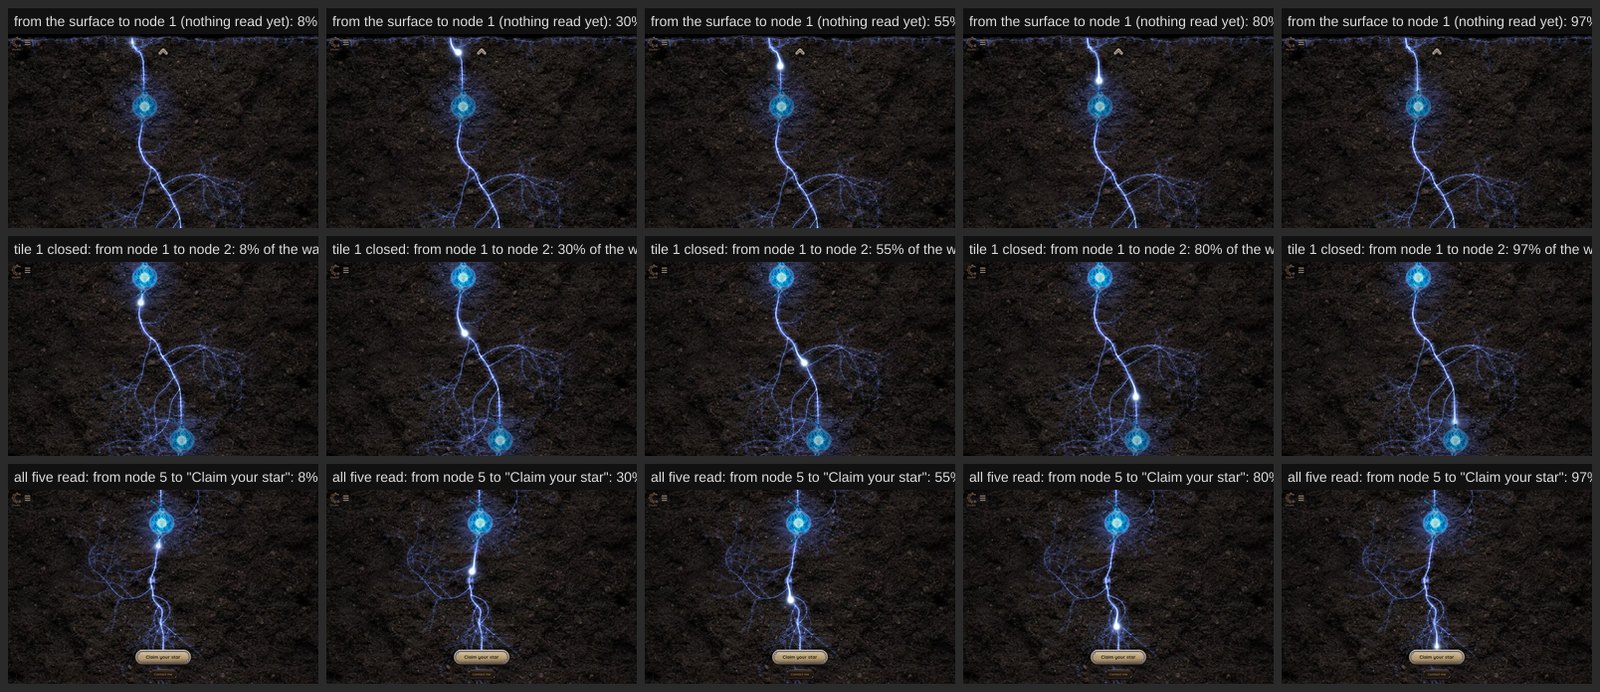 from the surface to node 1 (nothing read yet): 8%
from the surface to node 1 (nothing read yet): 30%
from the surface to node 1 (nothing read yet): 55%
from the surface to node 1 (nothing read yet): 80%
from the surface to node 1 (nothing read yet): 97%
tile 1 closed: from node 1 to node 2: 8% of the wa
tile 1 closed: from node 1 to node 2: 30% of the w
tile 1 closed: from node 1 to node 2: 55% of the w
tile 1 closed: from node 1 to node 2: 80% of the w
tile 1 closed: from node 1 to node 2: 97% of the w
all five read: from node 5 to "Claim your star": 8%
all five read: from node 5 to "Claim your star": 30%
all five read: from node 5 to "Claim your star": 55%
all five read: from node 5 to "Claim your star": 80%
all five read: from node 5 to "Claim your star": 97%
Claim your star
Claim your star
Claim your star
Claim your star
Claim your star